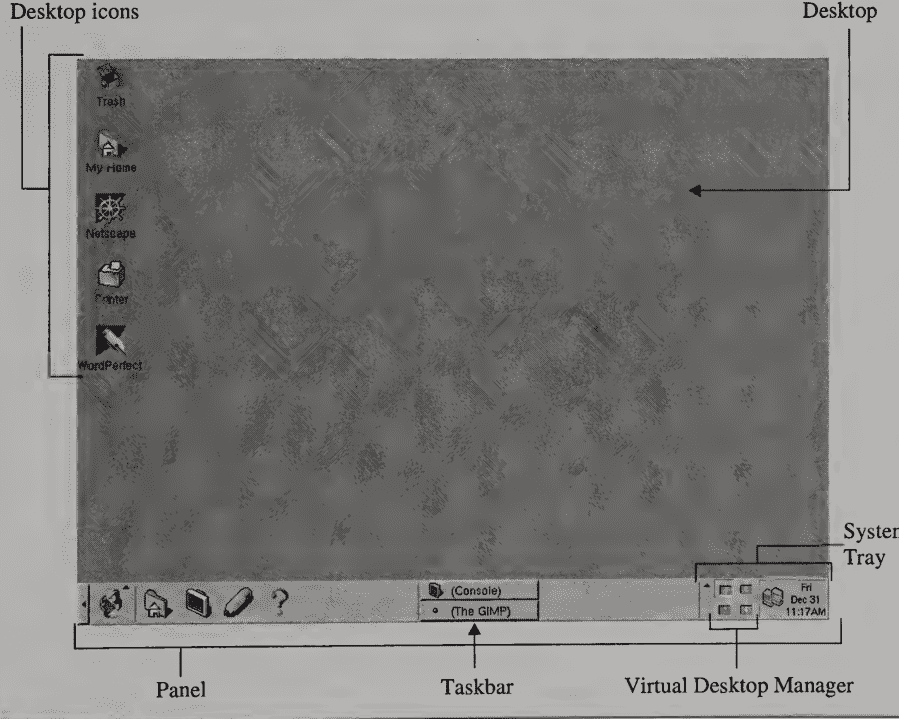 Desktop icons
Desktop
Trash
My Home
Netscape
Printer
WordPerfect
System
Tray
(Console)
(The GIMP)
Fri
Dec 31
11:17AM
Panel
Taskbar
Virtual Desktop Manager